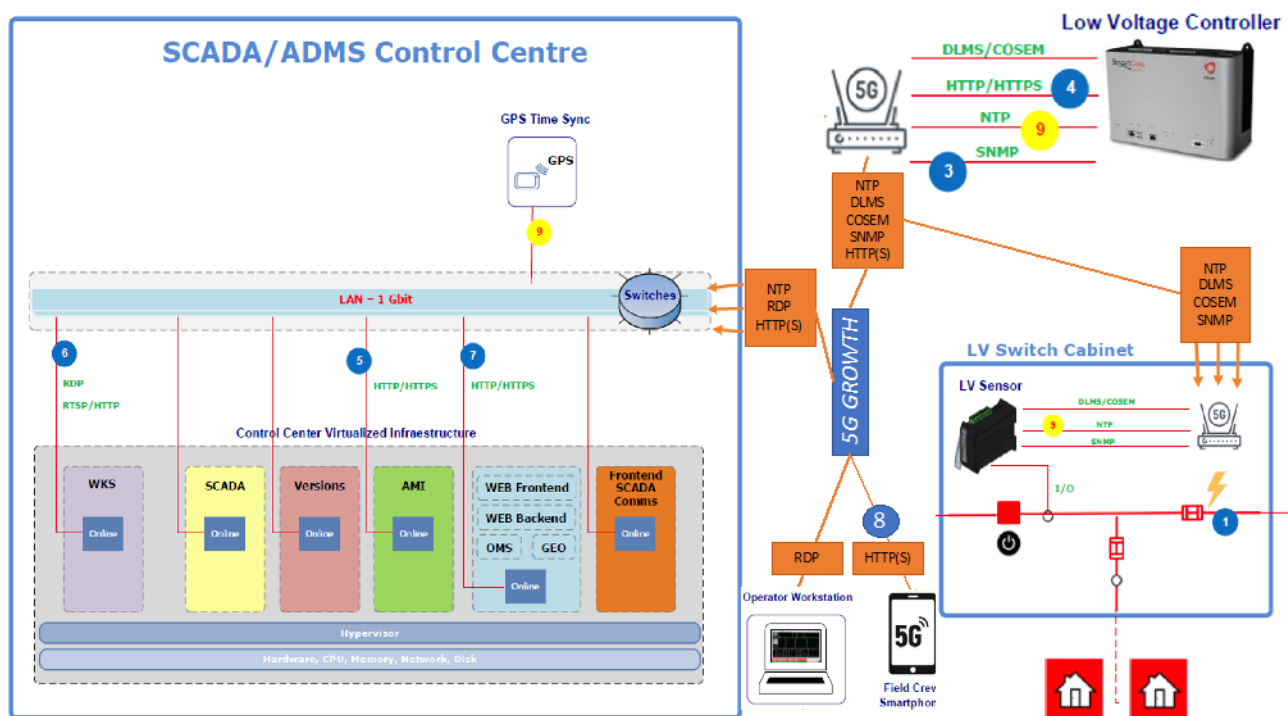 SCADA/ADMS Control Centre
GPS Time Sync
GPS
9
LAN – 1 Gbit
Switches
6
RDP
RTSP/HTTP
5
HTTP/HTTPS
7
HTTP/HTTPS
Control Center Virtualized Infraestructure
WKS
Online
SCADA
Online
Versions
Online
AMI
Online
WEB Frontend
WEB Backend
OMS
GEO
Online
Frontend
SCADA
Comms
Online
Hypervisor
Hardware, CPU, Memory, Network, Disk
NTP
RDP
HTTP(S)
Low Voltage Controller
5G
DLMS/COSEM
HTTP/HTTPS
4
NTP
9
SNMP
3
NTP
DLMS
COSEM
SNMP
HTTP(S)
5G GROWTH
NTP
DLMS
COSEM
SNMP
LV Switch Cabinet
LV Sensor
DLMS/COSEM
9
NTP
SNMP
5G
I/O
1
8
RDP
HTTP(S)
Operator Workstation
5G
Field Crew
Smartphon